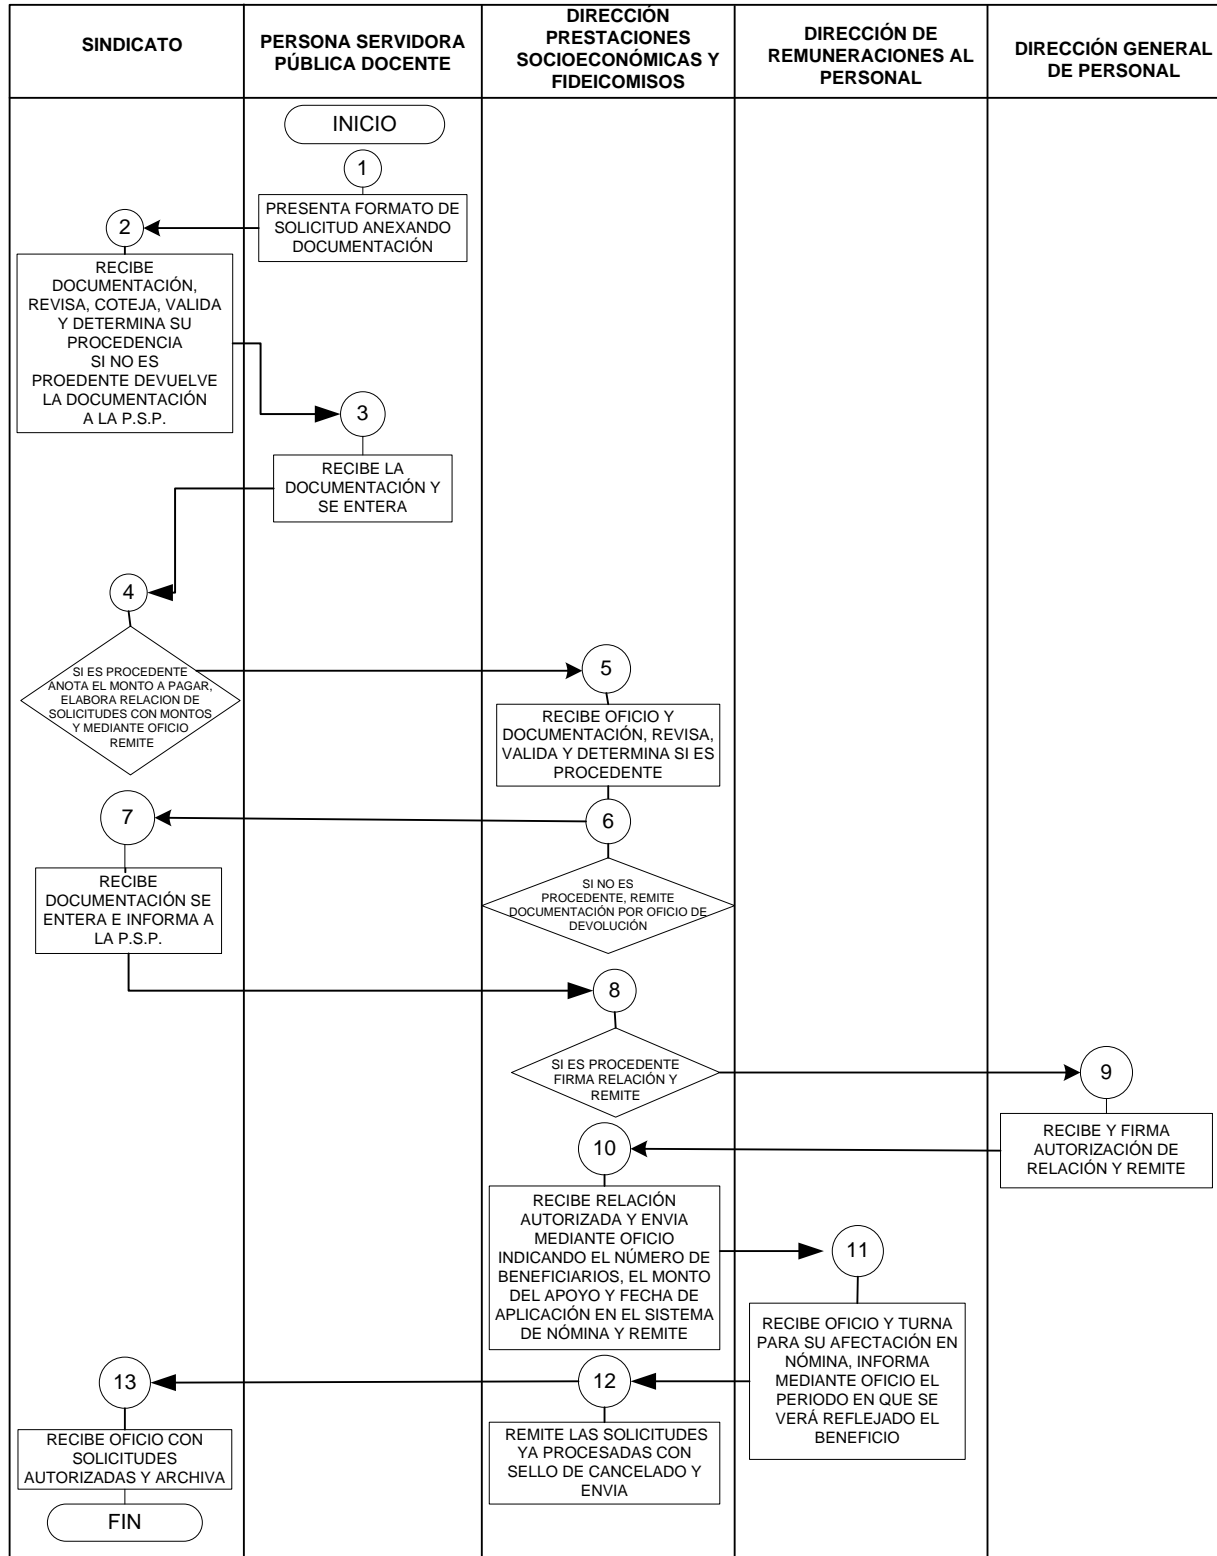 SINDICATO
PERSONA SERVIDORA
PÚBLICA DOCENTE
DIRECCIÓN
PRESTACIONES
SOCIOECONÓMICAS Y
FIDEICOMISOS
DIRECCIÓN DE
REMUNERACIONES AL
PERSONAL
DIRECCIÓN GENERAL
DE PERSONAL
INICIO
1
PRESENTA FORMATO DE
SOLICITUD ANEXANDO
DOCUMENTACIÓN
2
RECIBE
DOCUMENTACIÓN,
REVISA, COTEJA, VALIDA
Y DETERMINA SU
PROCEDENCIA
SI NO ES
PROEDENTE DEVUELVE
LA DOCUMENTACIÓN
A LA P.S.P.
3
RECIBE LA
DOCUMENTACIÓN Y
SE ENTERA
4
SI ES PROCEDENTE
ANOTA EL MONTO A PAGAR,
ELABORA RELACION DE
SOLICITUDES CON MONTOS
Y MEDIANTE OFICIO
REMITE
5
RECIBE OFICIO Y
DOCUMENTACIÓN, REVISA,
VALIDA Y DETERMINA SI ES
PROCEDENTE
6
SI NO ES
PROCEDENTE, REMITE
DOCUMENTACIÓN POR OFICIO DE
DEVOLUCIÓN
7
RECIBE
DOCUMENTACIÓN SE
ENTERA E INFORMA A
LA P.S.P.
8
SI ES PROCEDENTE
FIRMA RELACIÓN Y
REMITE
9
RECIBE Y FIRMA
AUTORIZACIÓN DE
RELACIÓN Y REMITE
10
RECIBE RELACIÓN
AUTORIZADA Y ENVIA
MEDIANTE OFICIO
INDICANDO EL NÚMERO DE
BENEFICIARIOS, EL MONTO
DEL APOYO Y FECHA DE
APLICACIÓN EN EL SISTEMA
DE NÓMINA Y REMITE
11
RECIBE OFICIO Y TURNA
PARA SU AFECTACIÓN EN
NÓMINA, INFORMA
MEDIANTE OFICIO EL
PERIODO EN QUE SE
VERÁ REFLEJADO EL
BENEFICIO
12
REMITE LAS SOLICITUDES
YA PROCESADAS CON
SELLO DE CANCELADO Y
ENVIA
13
RECIBE OFICIO CON
SOLICITUDES
AUTORIZADAS Y ARCHIVA
FIN